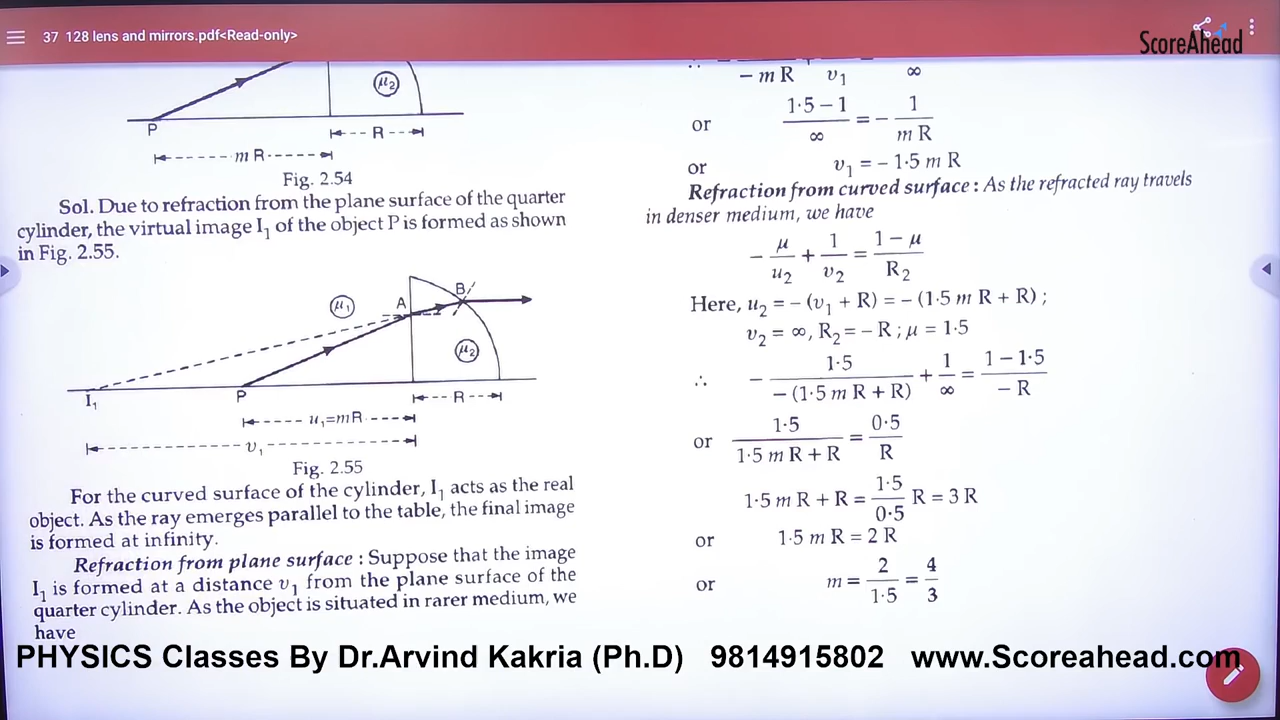 37 128 lens and mirrors.pdf<Read-only>
ScoreAhead
μ₂
P
R
m R
Fig. 2.54
Sol. Due to refraction from the plane surface of the quarter
cylinder, the virtual image I₁ of the object P is formed as shown
in Fig. 2.55.
μ₁
A
B
μ₂
I₁
P
R
u₁=mR
υ₁
Fig. 2.55
For the curved surface of the cylinder, I₁ acts as the real
object. As the ray emerges parallel to the table, the final image
is formed at infinity.
Refraction from plane surface : Suppose that the image
I₁ is formed at a distance υ₁ from the plane surface of the
quarter cylinder. As the object is situated in rarer medium, we
have
∴ − m R + υ₁ ∞
or (1·5 − 1)/∞ = − 1/(m R)
or υ₁ = − 1·5 m R
Refraction from curved surface : As the refracted ray travels
in denser medium, we have
− μ/u₂ + 1/υ₂ = (1 − μ)/R₂
Here, u₂ = − (υ₁ + R) = − (1·5 m R + R) ;
υ₂ = ∞, R₂ = − R ; μ = 1·5
∴ − 1·5/(− (1·5 m R + R)) + 1/∞ = (1 − 1·5)/(− R)
or 1·5/(1·5 m R + R) = 0·5/R
1·5 m R + R = (1·5/0·5) R = 3 R
or 1·5 m R = 2 R
or m = 2/1·5 = 4/3
PHYSICS Classes By Dr.Arvind Kakria (Ph.D) 9814915802 www.Scoreahead.com